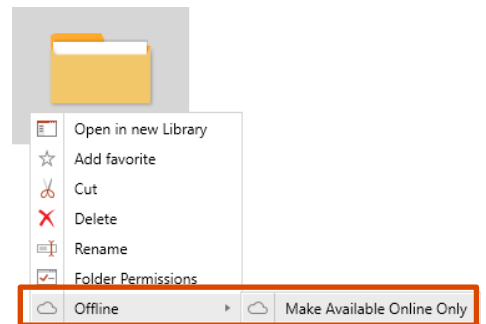 Open in new Library
Add favorite
Cut
Delete
Rename
Folder Permissions
Offline
Make Available Online Only